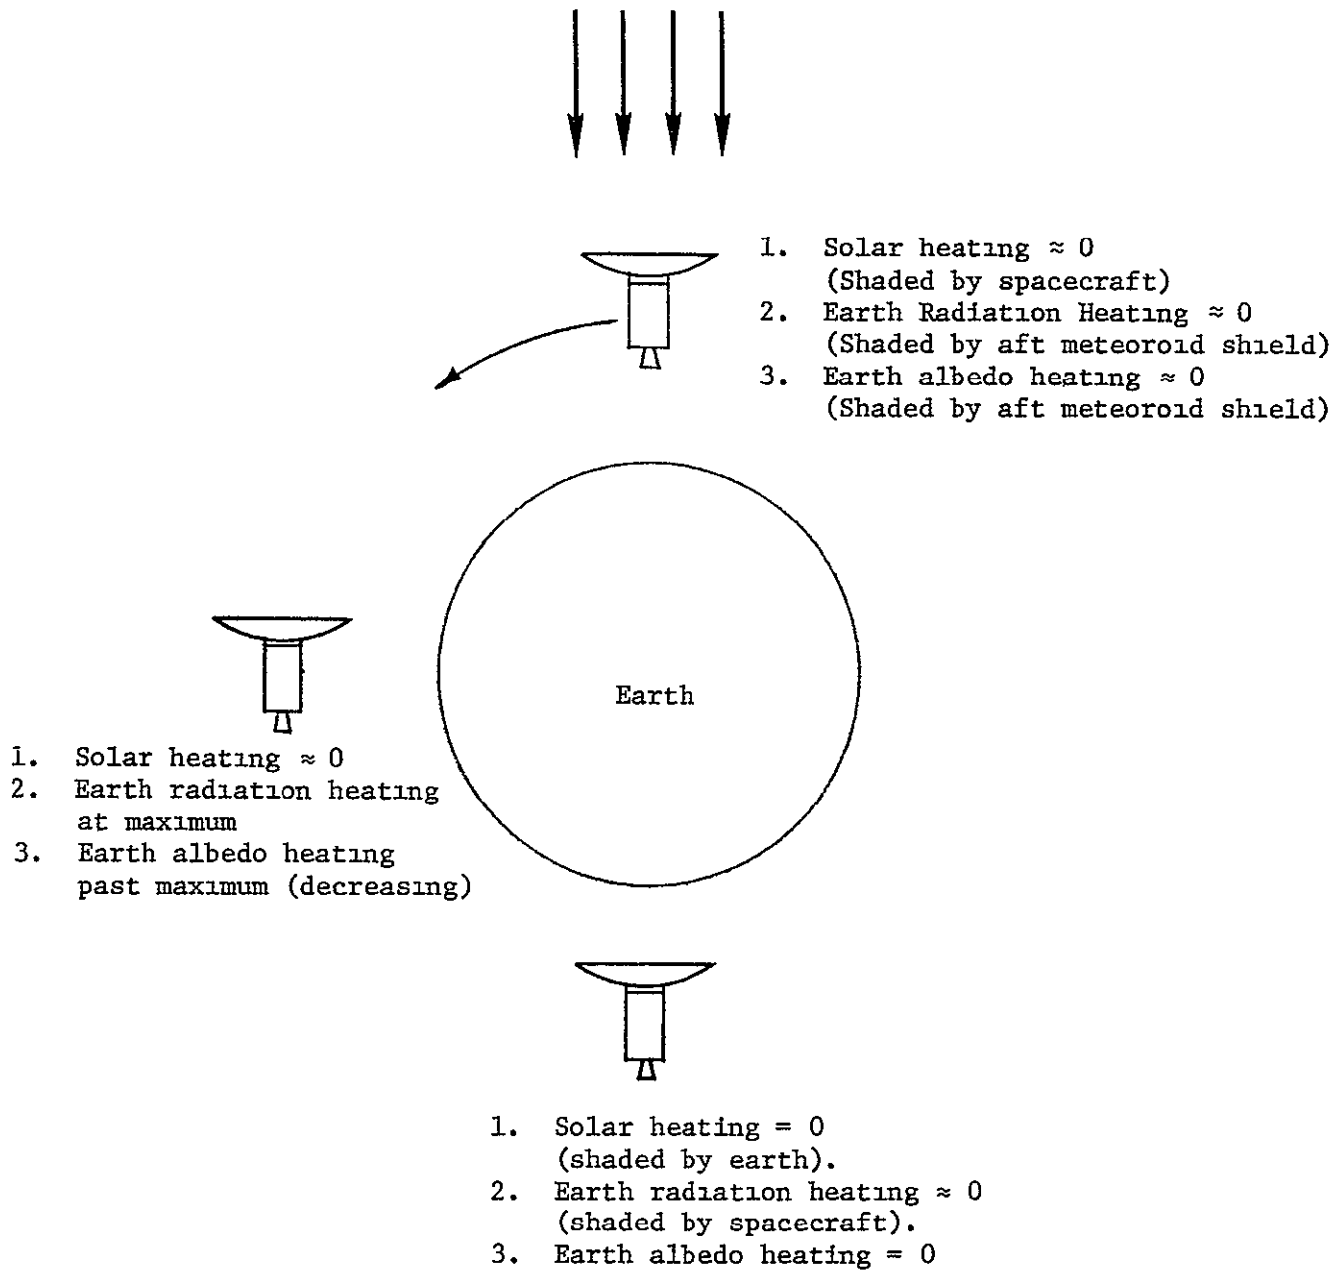 1. Solar heating ≈ 0
(Shaded by spacecraft)
2. Earth Radiation Heating ≈ 0
(Shaded by aft meteoroid shield)
3. Earth albedo heating ≈ 0
(Shaded by aft meteoroid shield)
Earth
1. Solar heating ≈ 0
2. Earth radiation heating
at maximum
3. Earth albedo heating
past maximum (decreasing)
1. Solar heating = 0
(shaded by earth).
2. Earth radiation heating ≈ 0
(shaded by spacecraft).
3. Earth albedo heating = 0